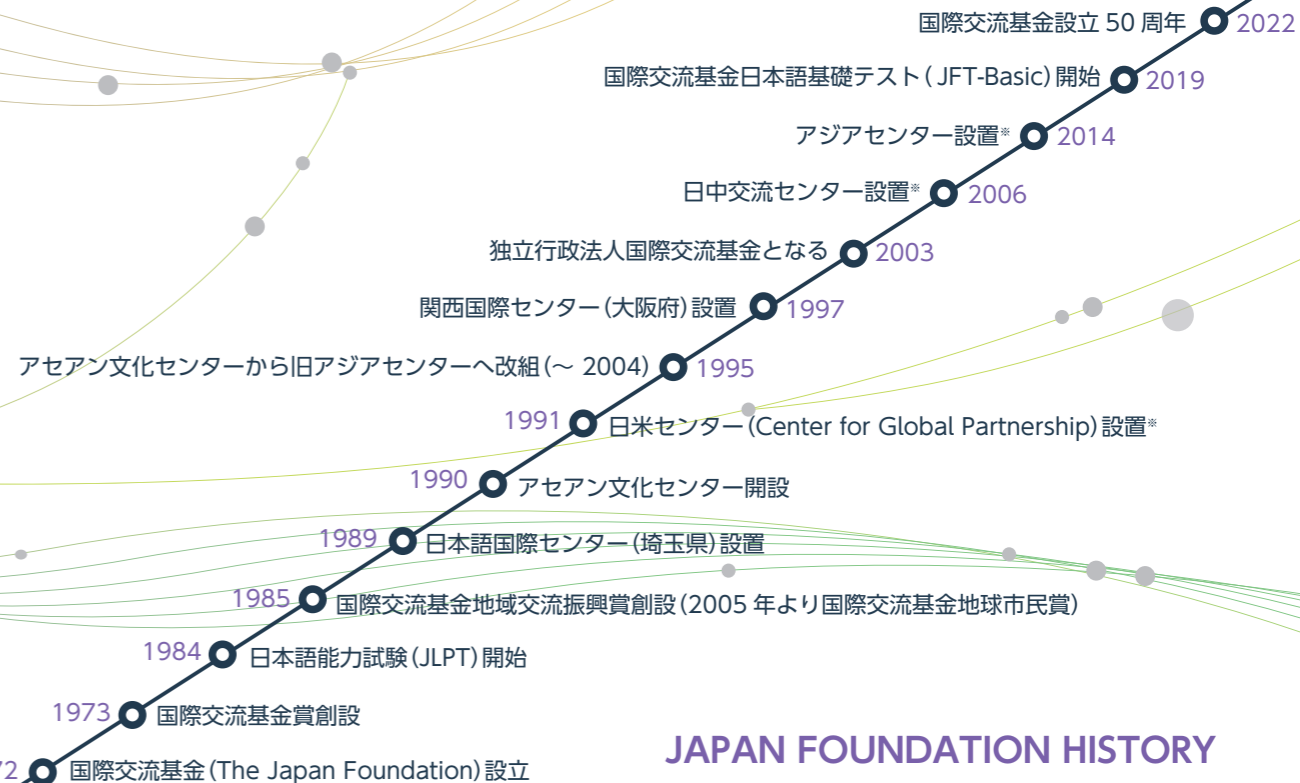 国際交流基金設立 50 周年 2022
国際交流基金日本語基礎テスト( JFT-Basic)開始 2019
アジアセンター設置※ 2014
日中交流センター設置※ 2006
独立行政法人国際交流基金となる 2003
関西国際センター(大阪府)設置 1997
アセアン文化センターから旧アジアセンターへ改組(～ 2004) 1995
1991 日米センター(Center for Global Partnership)設置※
1990 アセアン文化センター開設
1989 日本語国際センター(埼玉県)設置
1985 国際交流基金地域交流振興賞創設(2005 年より国際交流基金地球市民賞)
1984 日本語能力試験(JLPT)開始
1973 国際交流基金賞創設
2 国際交流基金(The Japan Foundation)設立
JAPAN FOUNDATION HISTORY